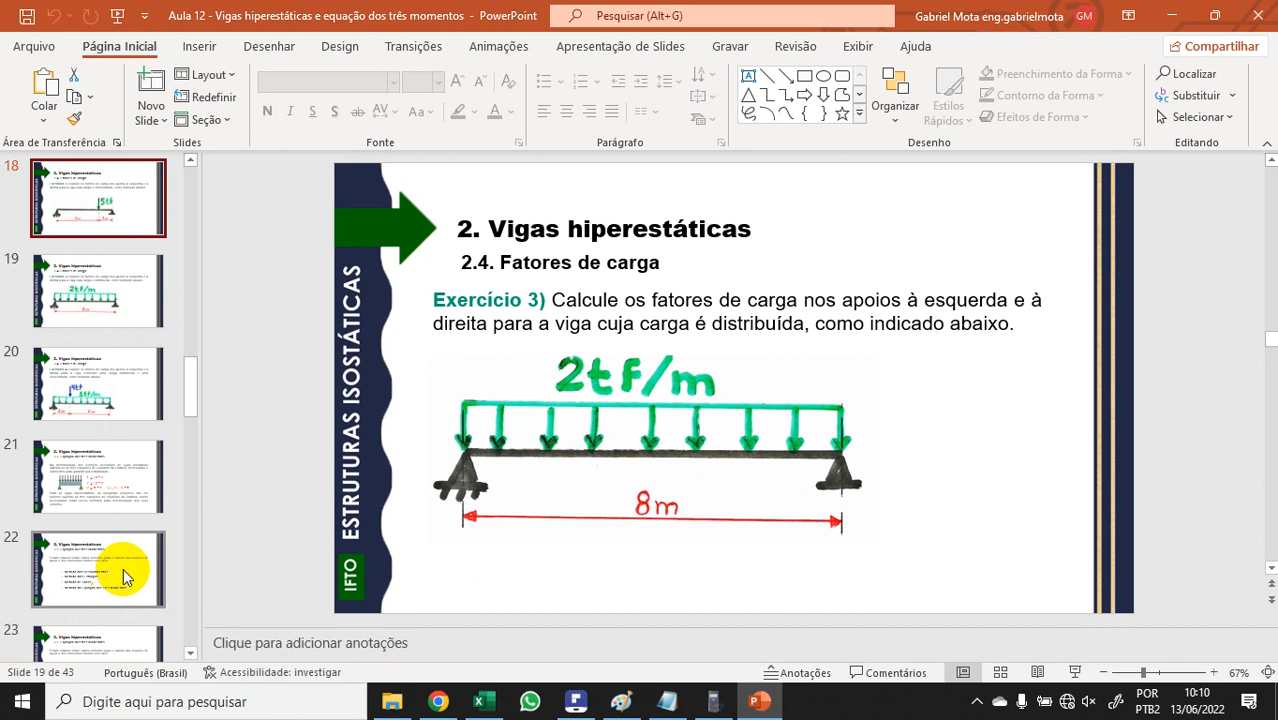 Aula 12 - Vigas hiperestáticas e equação dos três momentos - PowerPoint
Pesquisar (Alt+G)
Gabriel Mota eng.gabrielmota
GM
Arquivo
Página Inicial
Inserir
Desenhar
Design
Transições
Animações
Apresentação de Slides
Gravar
Revisão
Exibir
Ajuda
Compartilhar
Colar
Novo
Slide
Layout
Redefinir
Seção
Organizar
Estilos
Rápidos
Preenchimento da Forma
Contorno da Forma
Efeitos de Forma
Localizar
Substituir
Selecionar
Área de Transferência
Slides
Fonte
Parágrafo
Desenho
Editando
18
19
20
21
22
23
2. Vigas hiperestáticas
2.4. Fatores de carga
Exercício 3) Calcule os fatores de carga nos apoios à esquerda e à
direita para a viga cuja carga é distribuída, como indicado abaixo.
2tf/m
8m
ESTRUTURAS ISOSTÁTICAS
IFTO
Clique para adicionar anotações
Slide 19 de 43
Português (Brasil)
Acessibilidade: investigar
Anotações
Comentários
67%
Digite aqui para pesquisar
POR
PTB2
10:10
13/06/2022